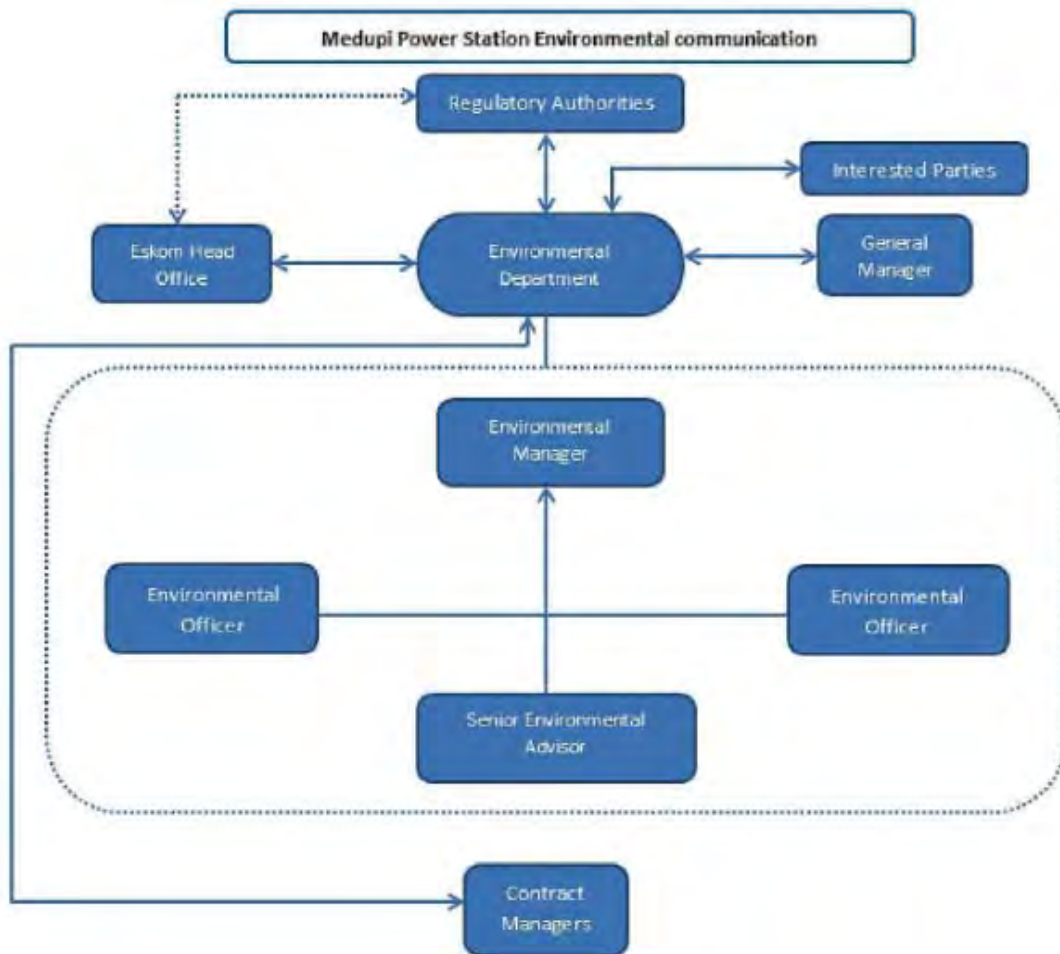 Medupi Power Station Environmental communication
Regulatory Authorities
Interested Parties
Eskom Head
Office
Environmental
Department
General
Manager
Environmental
Manager
Environmental
Officer
Environmental
Officer
Senior Environmental
Advisor
Contract
Managers